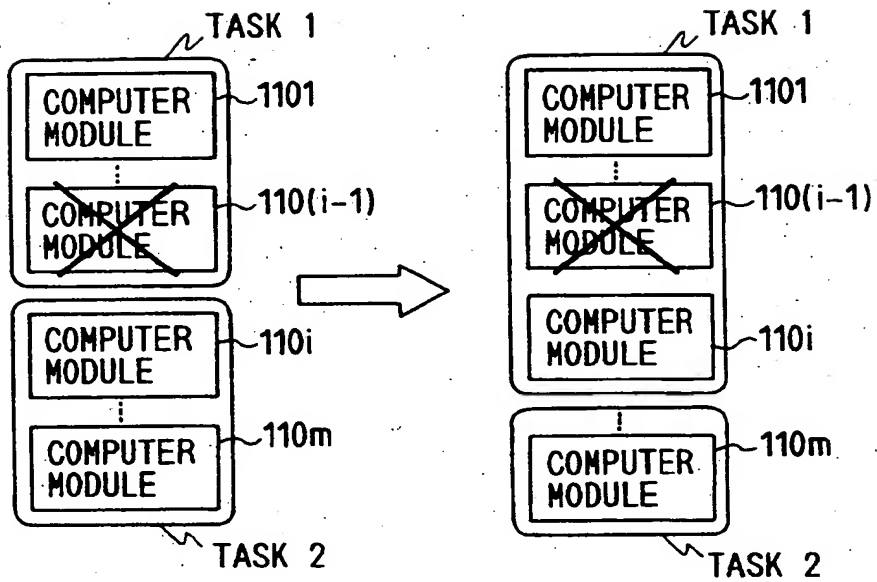 TASK 1
COMPUTER
MODULE
1101
COMPUTER
MODULE
110(i-1)
COMPUTER
MODULE
110i
COMPUTER
MODULE
110m
TASK 2
TASK 1
COMPUTER
MODULE
1101
COMPUTER
MODULE
110(i-1)
COMPUTER
MODULE
110i
COMPUTER
MODULE
110m
TASK 2